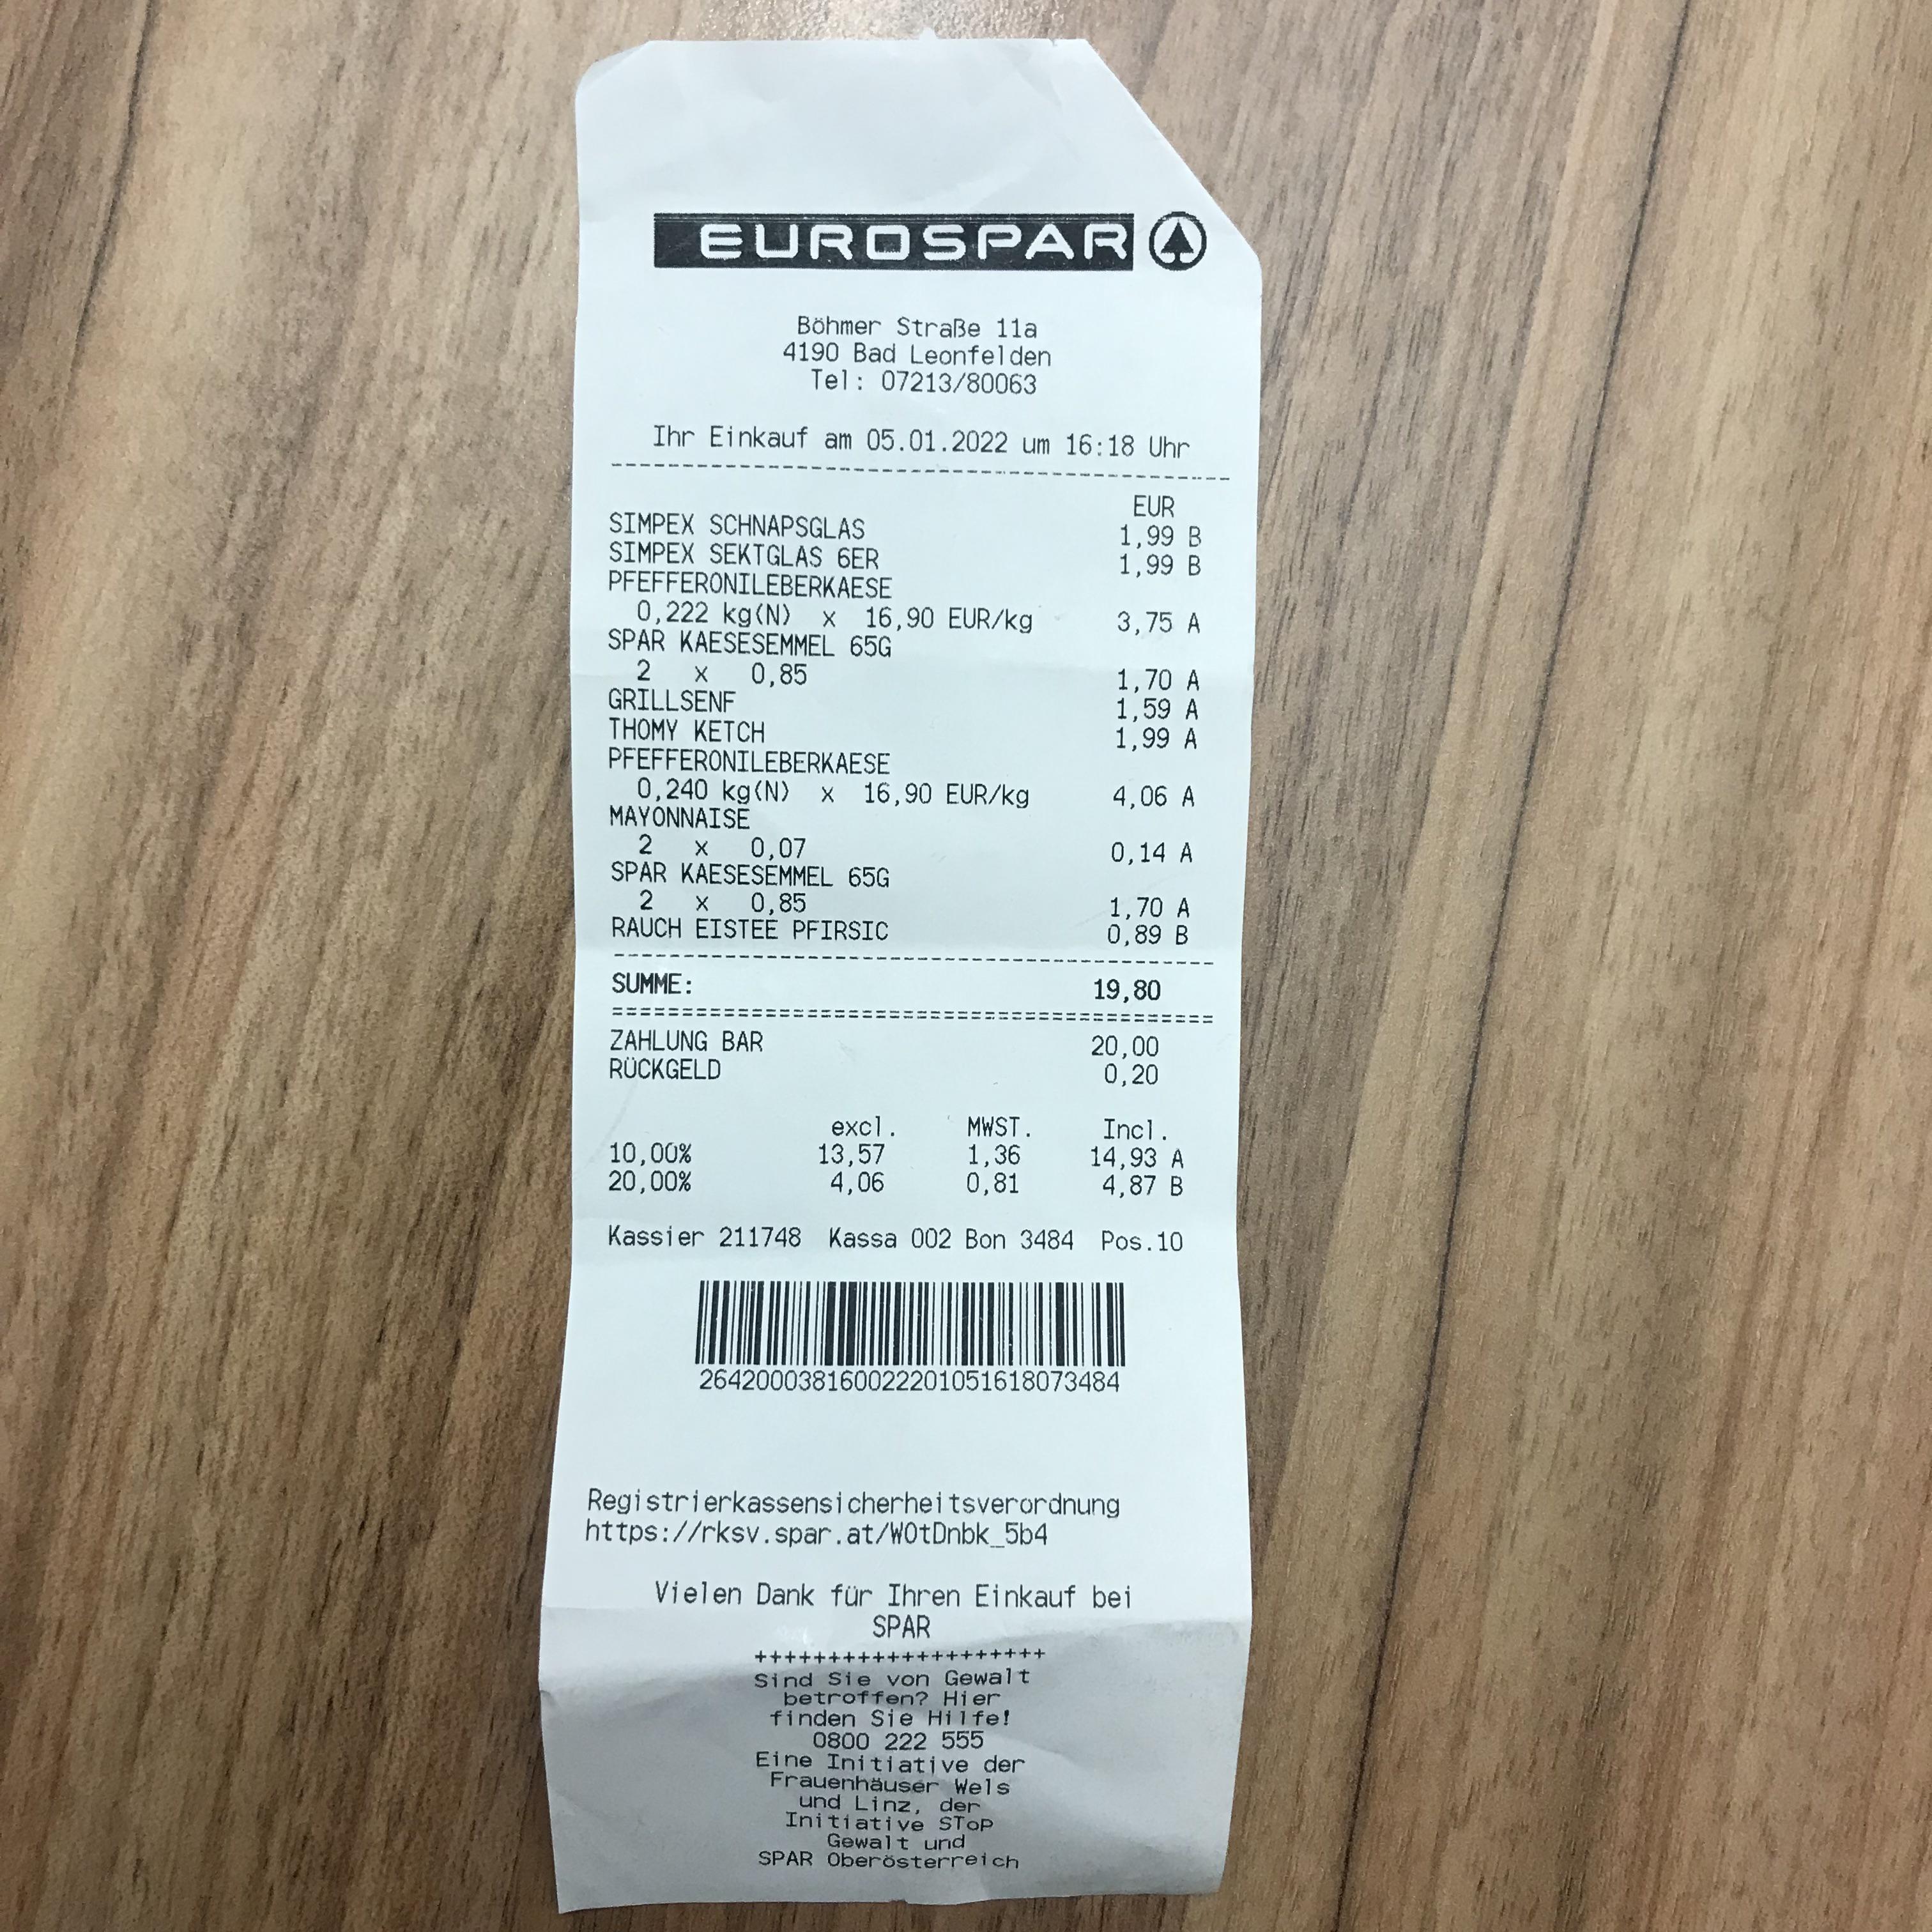 EUROSPAR
Böhmer Straße 11a
4190 Bad Leonfelden
Tel: 07213/80063
Ihr Einkauf am 05.01.2022 um 16:18 Uhr
EUR
SIMPEX SCHNAPSGLAS 1,99 B
SIMPEX SEKTGLAS 6ER 1,99 B
PFEFFERONILEBERKAESE
0,222 kg(N) x 16,90 EUR/kg 3,75 A
SPAR KAESESEMMEL 65G
2 x 0,85 1,70 A
GRILLSENF 1,59 A
THOMY KETCH 1,99 A
PFEFFERONILEBERKAESE
0,240 kg(N) x 16,90 EUR/kg 4,06 A
MAYONNAISE
2 x 0,07 0,14 A
SPAR KAESESEMMEL 65G
2 x 0,85 1,70 A
RAUCH EISTEE PFIRSIC 0,89 B
SUMME: 19,80
ZAHLUNG BAR 20,00
RÜCKGELD 0,20
excl. MWST. Incl.
10,00% 13,57 1,36 14,93 A
20,00% 4,06 0,81 4,87 B
Kassier 211748 Kassa 002 Bon 3484 Pos.10
264200038160022201051618073484
Registrierkassensicherheitsverordnung
https://rksv.spar.at/WOtDnbk_5b4
Vielen Dank für Ihren Einkauf bei
SPAR
++++++++++++++++++++
Sind Sie von Gewalt
betroffen? Hier
finden Sie Hilfe!
0800 222 555
Eine Initiative der
Frauenhäuser Wels
und Linz, der
Initiative SToP
Gewalt und
SPAR Oberösterreich